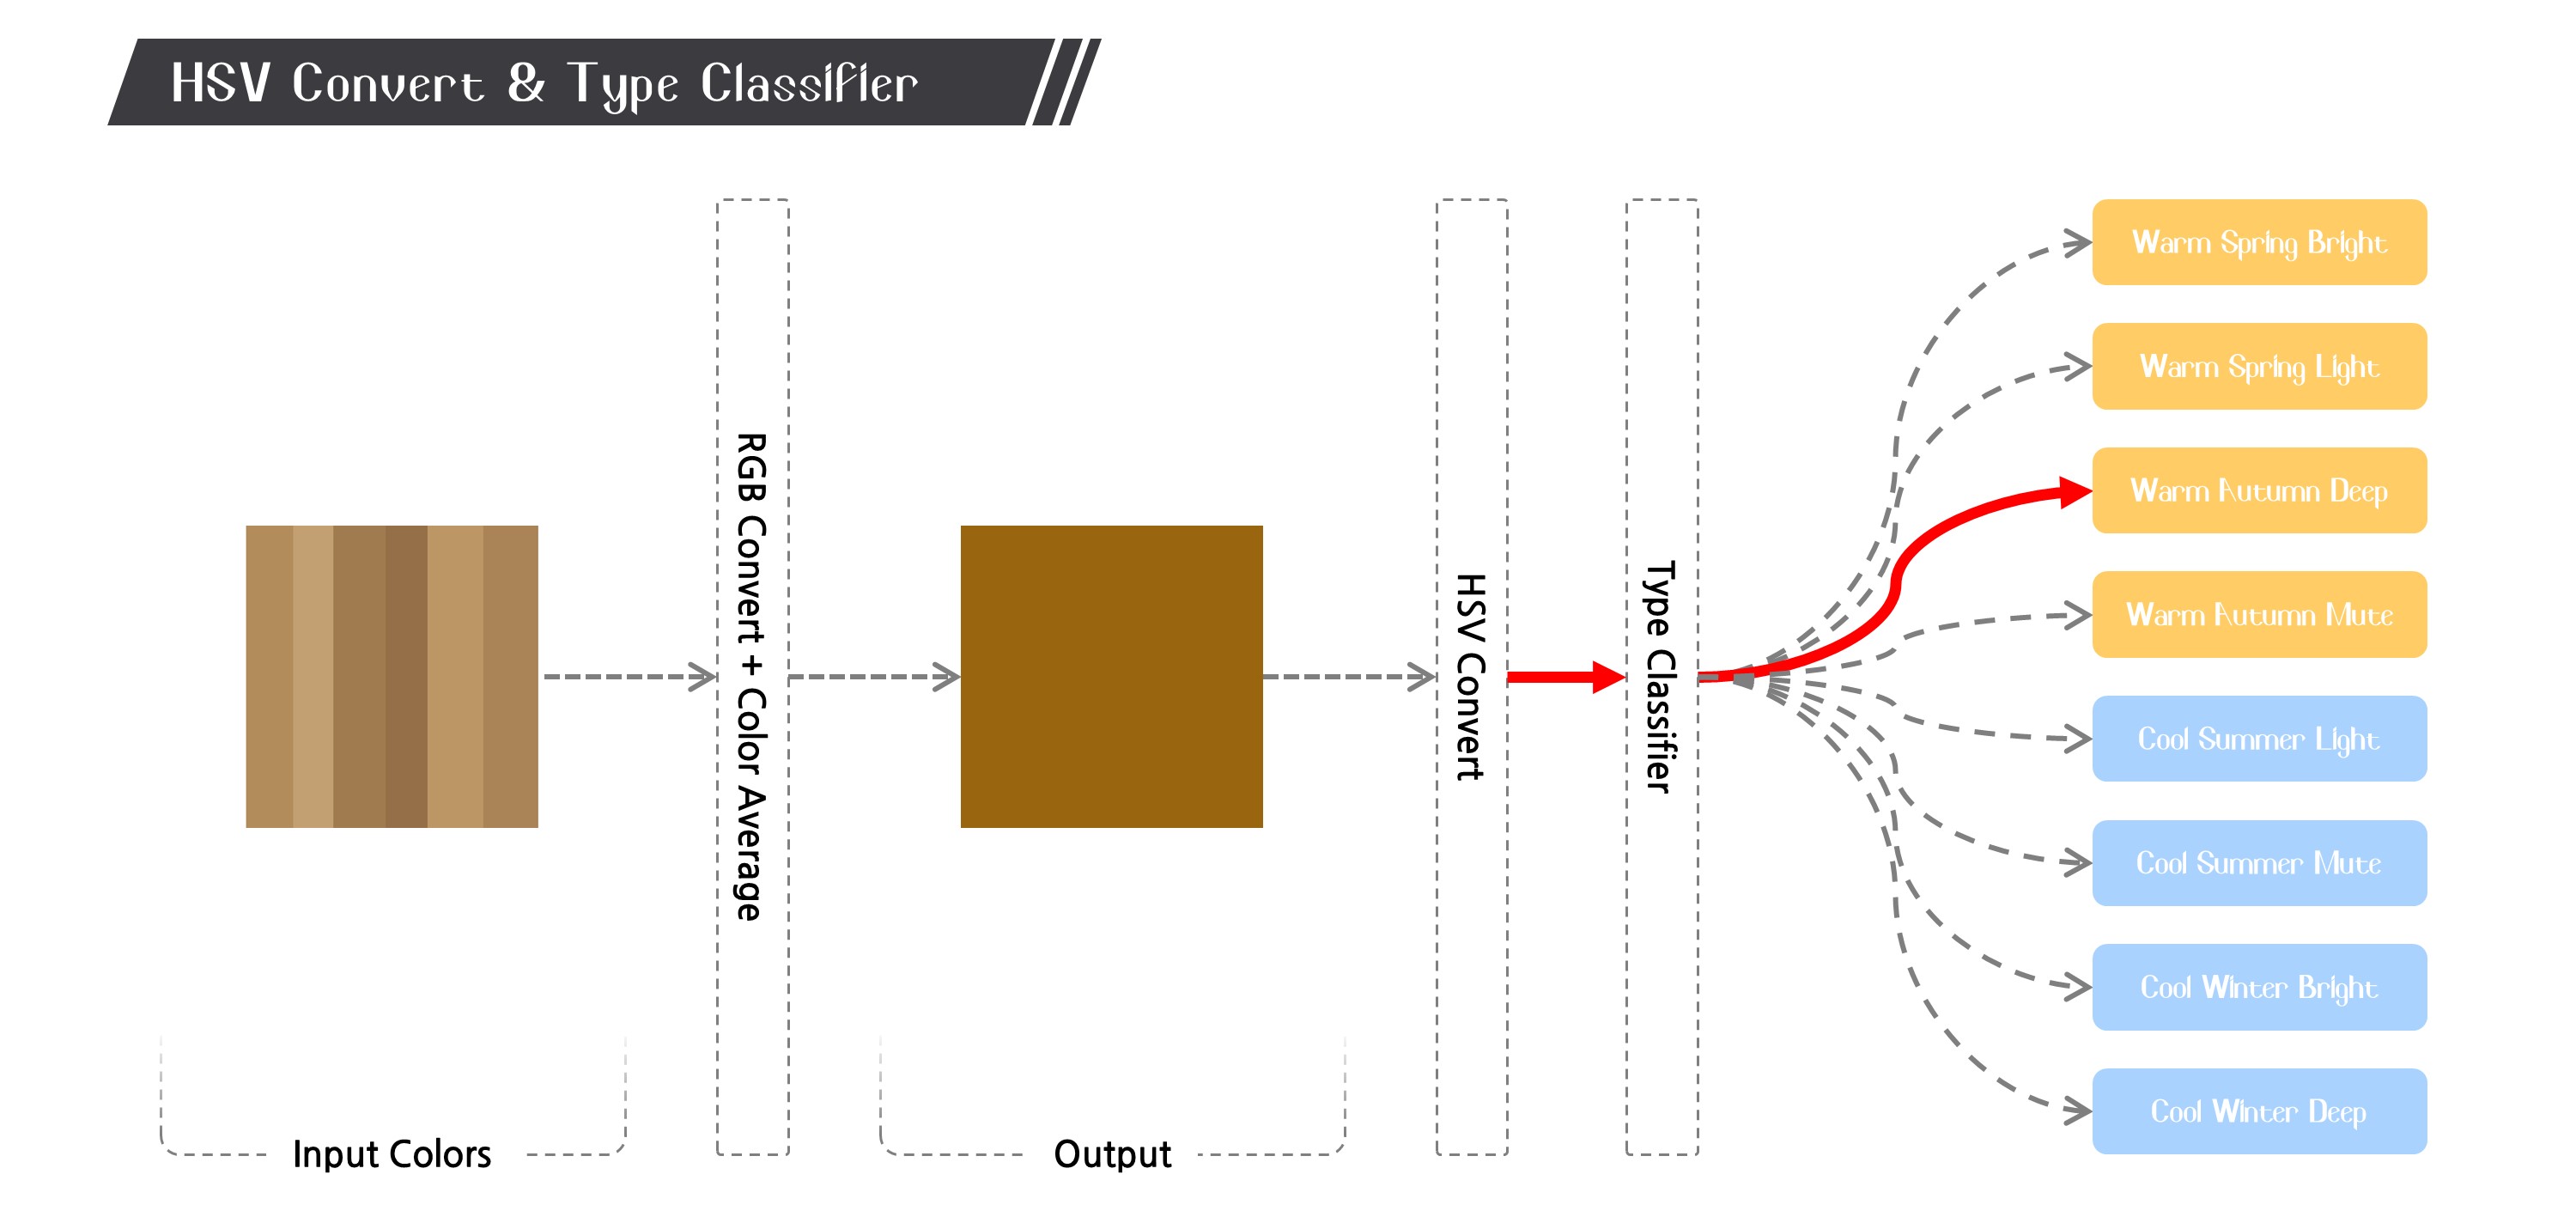 HSV Convert & Type Classifier
RGB Convert + Color Average
HSV Convert
Type Classifier
Warm Spring Bright
Warm Spring Light
Warm Autumn Deep
Warm Autumn Mute
Cool Summer Light
Cool Summer Mute
Cool Winter Bright
Cool Winter Deep
Input Colors
Output